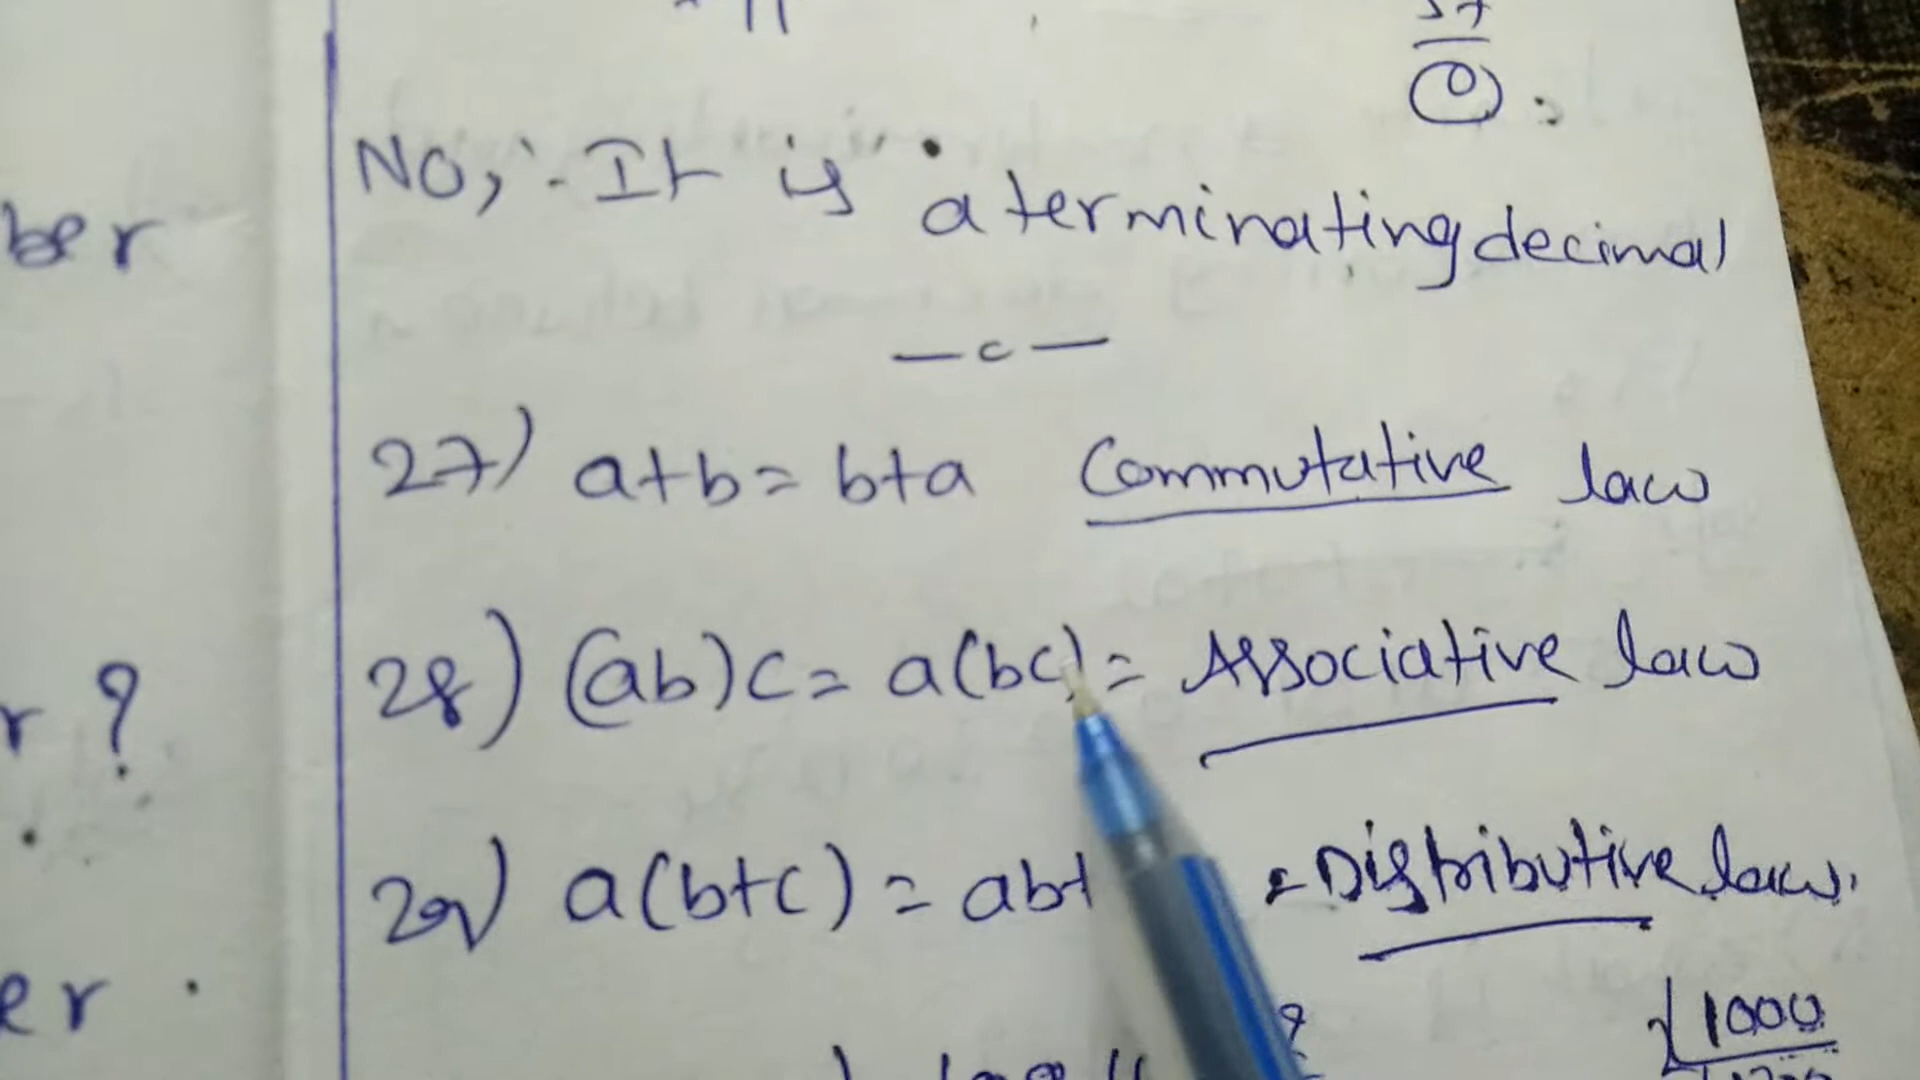 ber
r ?
er .
NO, ∵ It is a terminating decimal
— c —
27) a+b = b+a Commutative law
28) (ab)c = a(bc) = Associative law
29) a(b+c) = ab+ = Distributive law.
?
1000